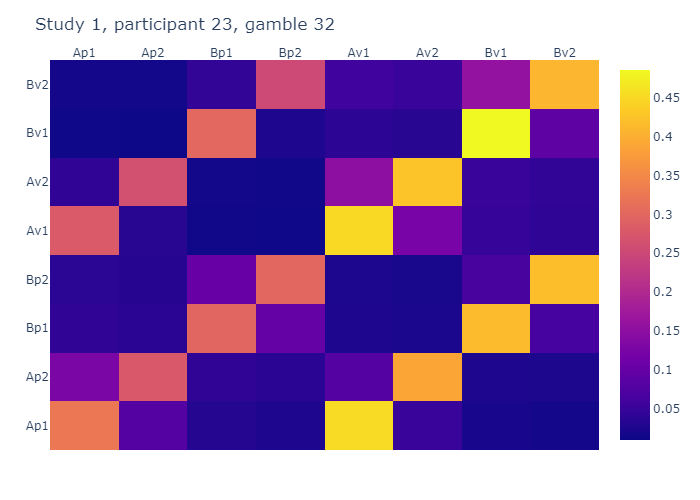 Study 1, participant 23, gamble 32
Ap1 Ap2 Bp1 Bp2 Av1 Av2 Bv1 Bv2
Bv2
Bv1
Av2
Av1
Bp2
Bp1
Ap2
Ap1
0.45
0.4
0.35
0.3
0.25
0.2
0.15
0.1
0.05